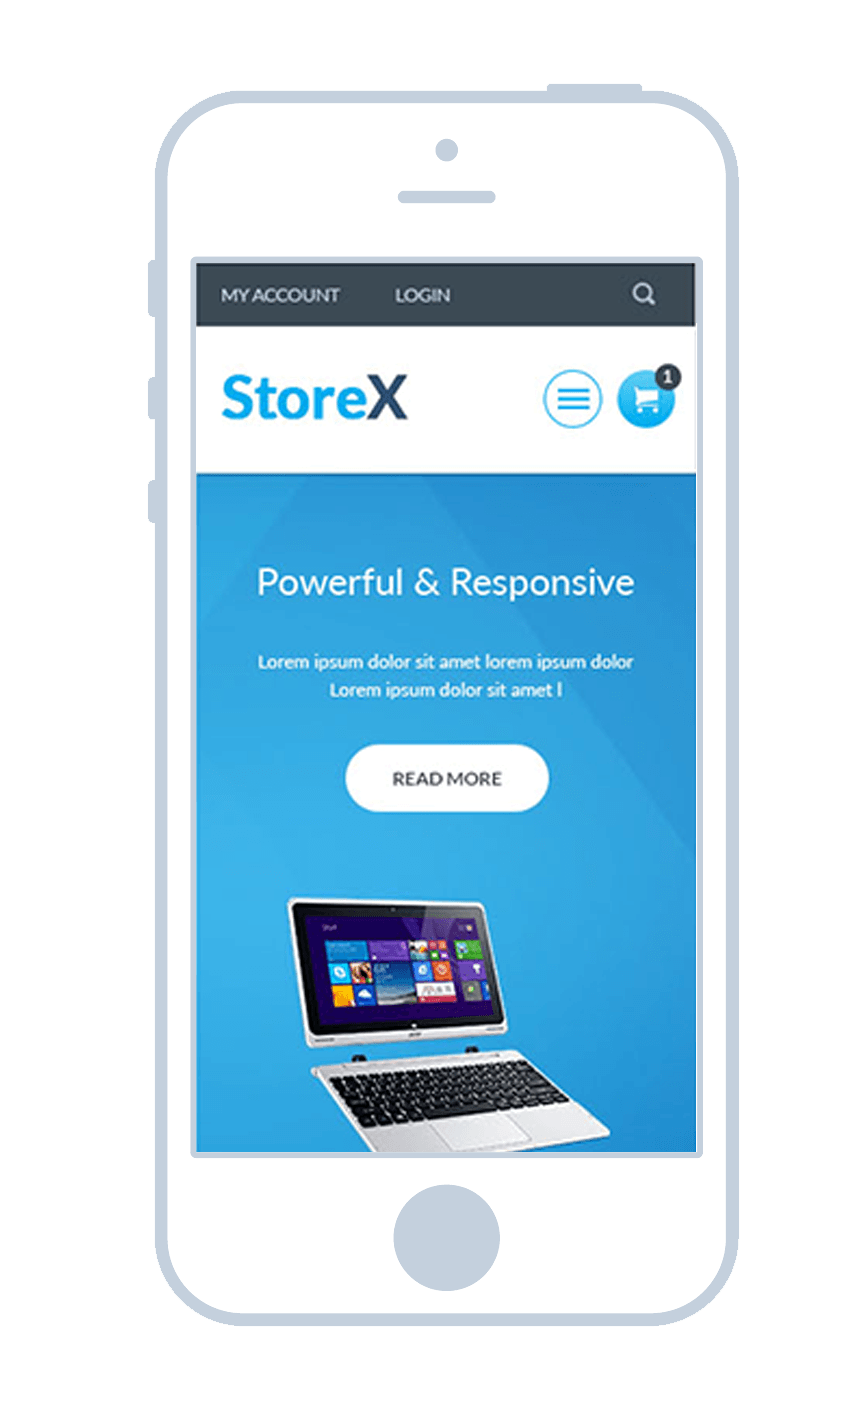 MY ACCOUNT LOGIN
StoreX
1
Powerful & Responsive
Lorem ipsum dolor sit amet lorem ipsum dolor
Lorem ipsum dolor sit amet l
READ MORE
Start